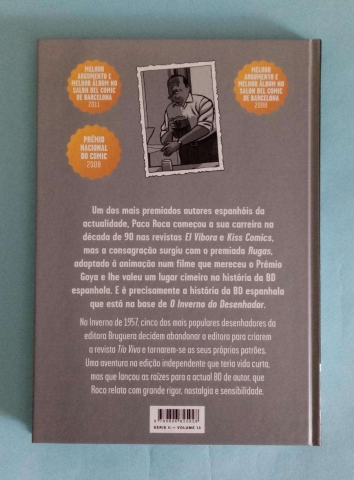 MELHOR
ARGUMENTO E
MELHOR ÁLBUM NO
SALON DEL COMIC
DE BARCELONA
2011
MELHOR
ARGUMENTO E
MELHOR ÁLBUM NO
SALON DEL COMIC
DE BARCELONA
2008
PRÉMIO
NACIONAL
DO COMIC
2008
Um dos mais premiados autores espanhóis da
actualidade, Paco Roca começou a sua carreira na
década de 90 nas revistas El Víbora e Kiss Comics,
mas a consagração surgiu com o premiado Rugas,
adaptado à animação num filme que mereceu o Prémio
Goya e lhe valeu um lugar cimeiro na história da BD
espanhola. E é precisamente a história da BD espanhola
que está na base de O Inverno do Desenhador.
No Inverno de 1957, cinco dos mais populares desenhadores da
editora Bruguera decidem abandonar a editora para criarem
a revista Tío Vivo e tornarem-se os seus próprios patrões.
Uma aventura na edição independente que teria vida curta,
mas que lançou as raízes para a actual BD de autor, que
Roca relata com grande rigor, nostalgia e sensibilidade.
SÉRIE II — VOLUME 12